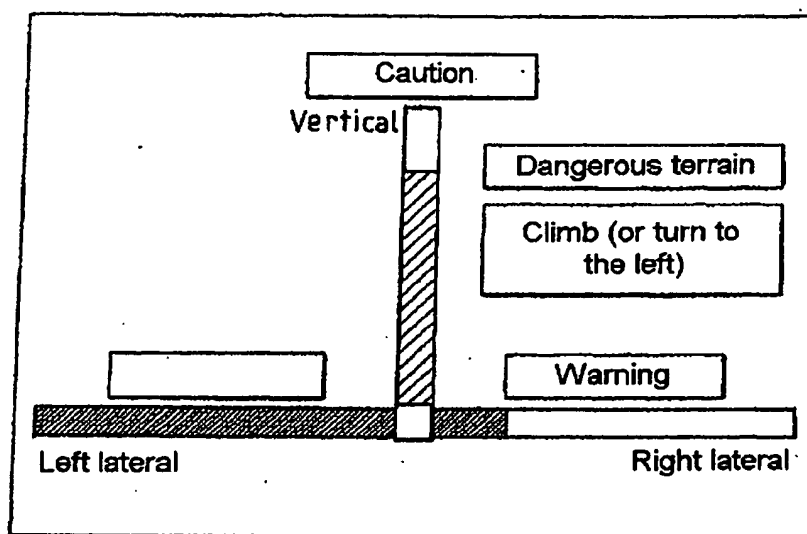 Caution
Vertical
Dangerous terrain
Climb (or turn to
the left)
Warning
Left lateral
Right lateral